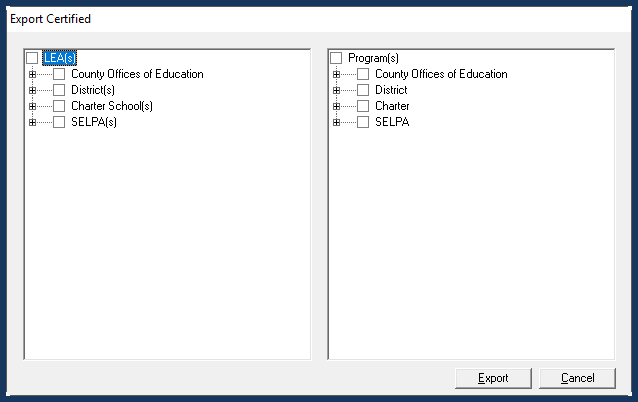 Export Certified
LEA(s)
County Offices of Education
District(s)
Charter School(s)
SELPA(s)
Program(s)
County Offices of Education
District
Charter
SELPA
Export
Cancel